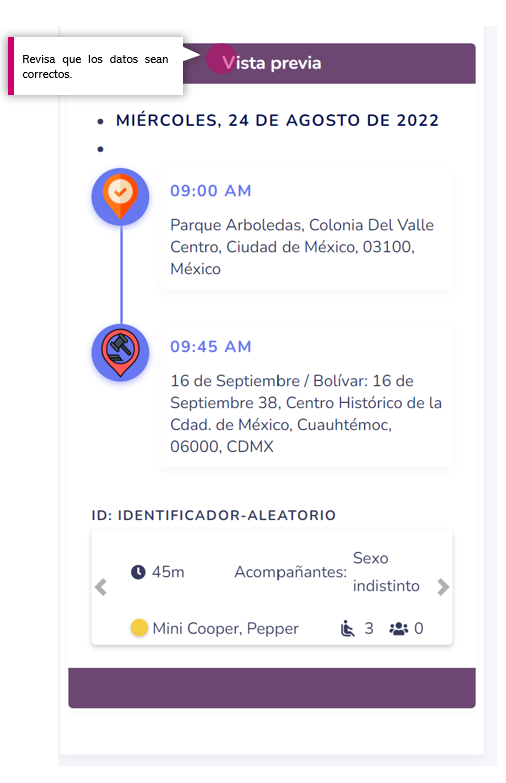 Revisa que los datos sean
correctos.
Vista previa
MIÉRCOLES, 24 DE AGOSTO DE 2022
09:00 AM
Parque Arboledas, Colonia Del Valle
Centro, Ciudad de México, 03100,
México
09:45 AM
16 de Septiembre / Bolívar: 16 de
Septiembre 38, Centro Histórico de la
Cdad. de México, Cuauhtémoc,
06000, CDMX
ID: IDENTIFICADOR-ALEATORIO
45m Acompañantes: Sexo
indistinto
Mini Cooper, Pepper 3 0